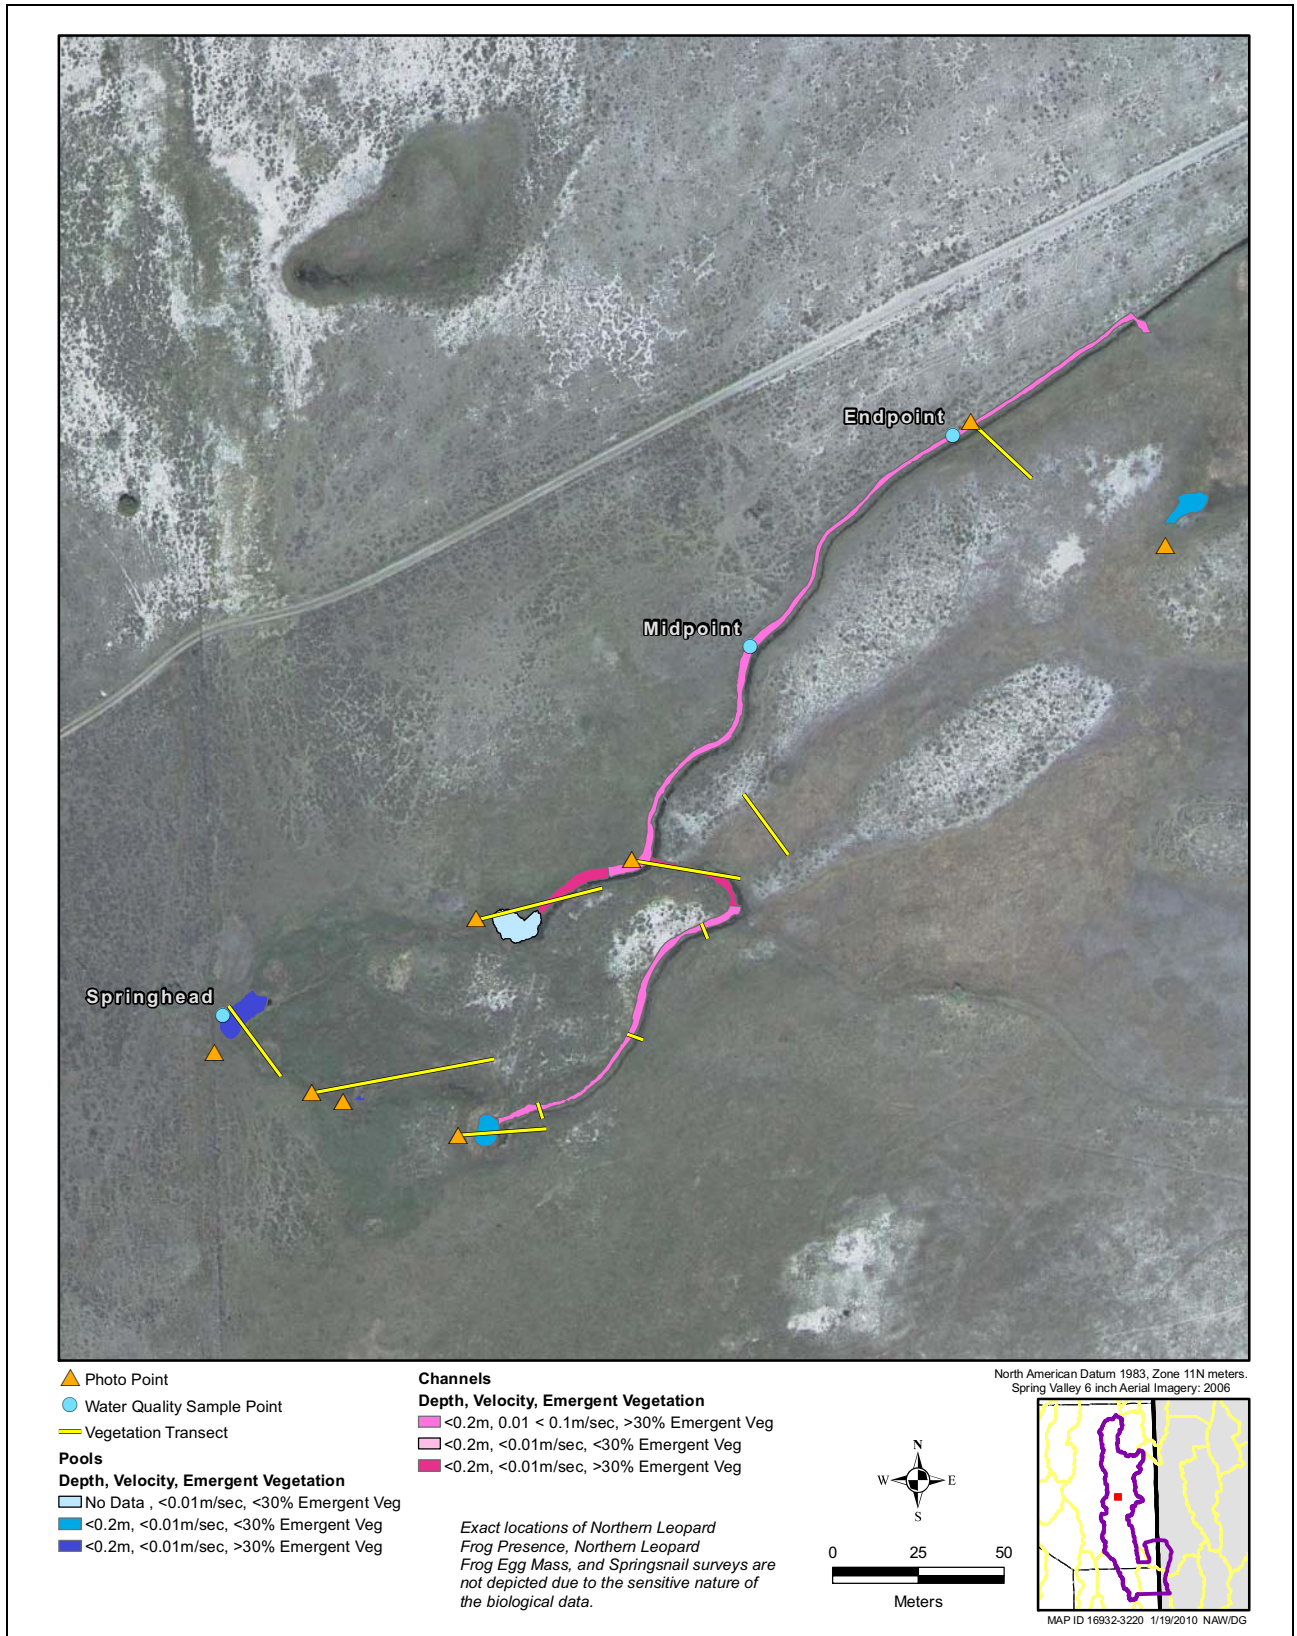 Endpoint
Midpoint
Springhead
Photo Point
Water Quality Sample Point
Vegetation Transect
Pools
Depth, Velocity, Emergent Vegetation
No Data , <0.01m/sec, <30% Emergent Veg
<0.2m, <0.01m/sec, <30% Emergent Veg
<0.2m, <0.01m/sec, >30% Emergent Veg
Channels
Depth, Velocity, Emergent Vegetation
<0.2m, 0.01 < 0.1m/sec, >30% Emergent Veg
<0.2m, <0.01m/sec, <30% Emergent Veg
<0.2m, <0.01m/sec, >30% Emergent Veg
Exact locations of Northern Leopard
Frog Presence, Northern Leopard
Frog Egg Mass, and Springsnail surveys are
not depicted due to the sensitive nature of
the biological data.
N
W E
S
0 25 50
Meters
North American Datum 1983, Zone 11N meters.
Spring Valley 6 inch Aerial Imagery: 2006
MAP ID 16932-3220 1/19/2010 NAW/DG